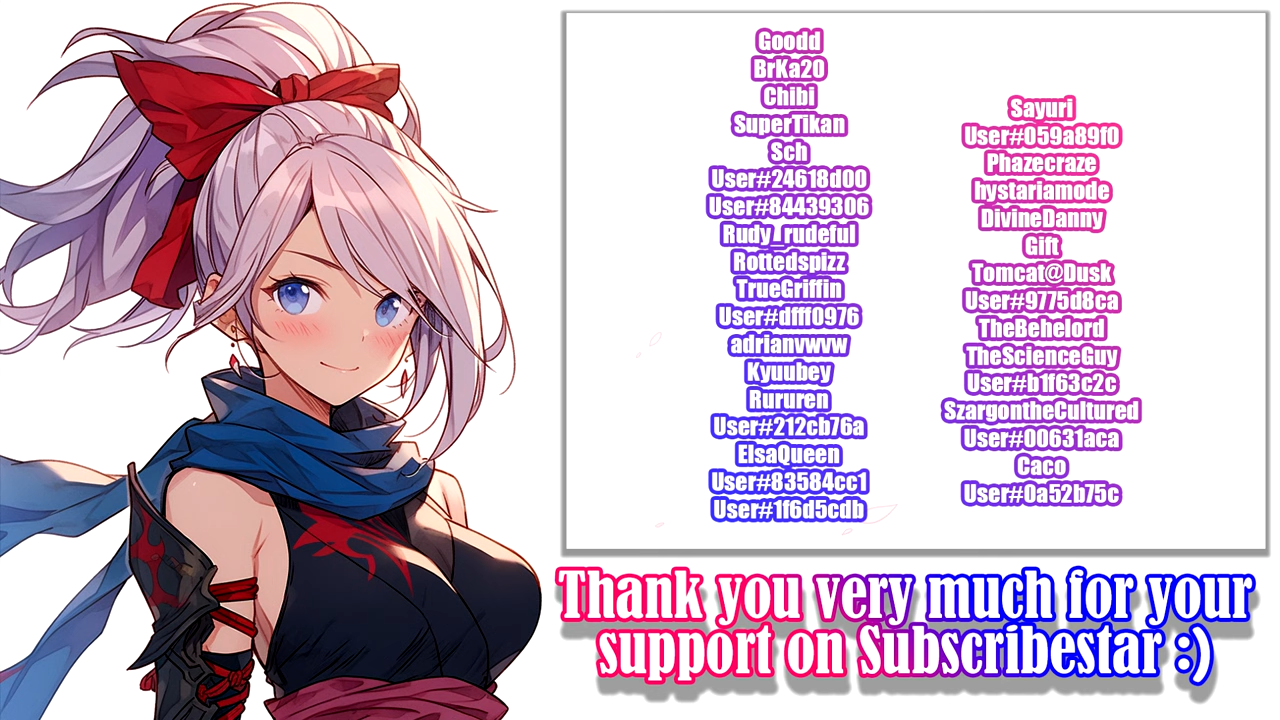 Goodd
BrKa20
Chibi
SuperTikan
Sch
User#24618d00
User#84439306
Rudy_rudeful
Rottedspizz
TrueGriffin
User#dfff0976
adrianvwvw
Kyuubey
Rururen
User#212cb76a
ElsaQueen
User#83584cc1
User#1f6d5cdb
Sayuri
User#059a89f0
Phazecraze
hystariamode
DivineDanny
Gift
Tomcat@Dusk
User#9775d8ca
TheBehelord
TheScienceGuy
User#b1f63c2c
SzargontheCultured
User#00631aca
Caco
User#0a52b75c
Thank you very much for your
support on Subscribestar :)